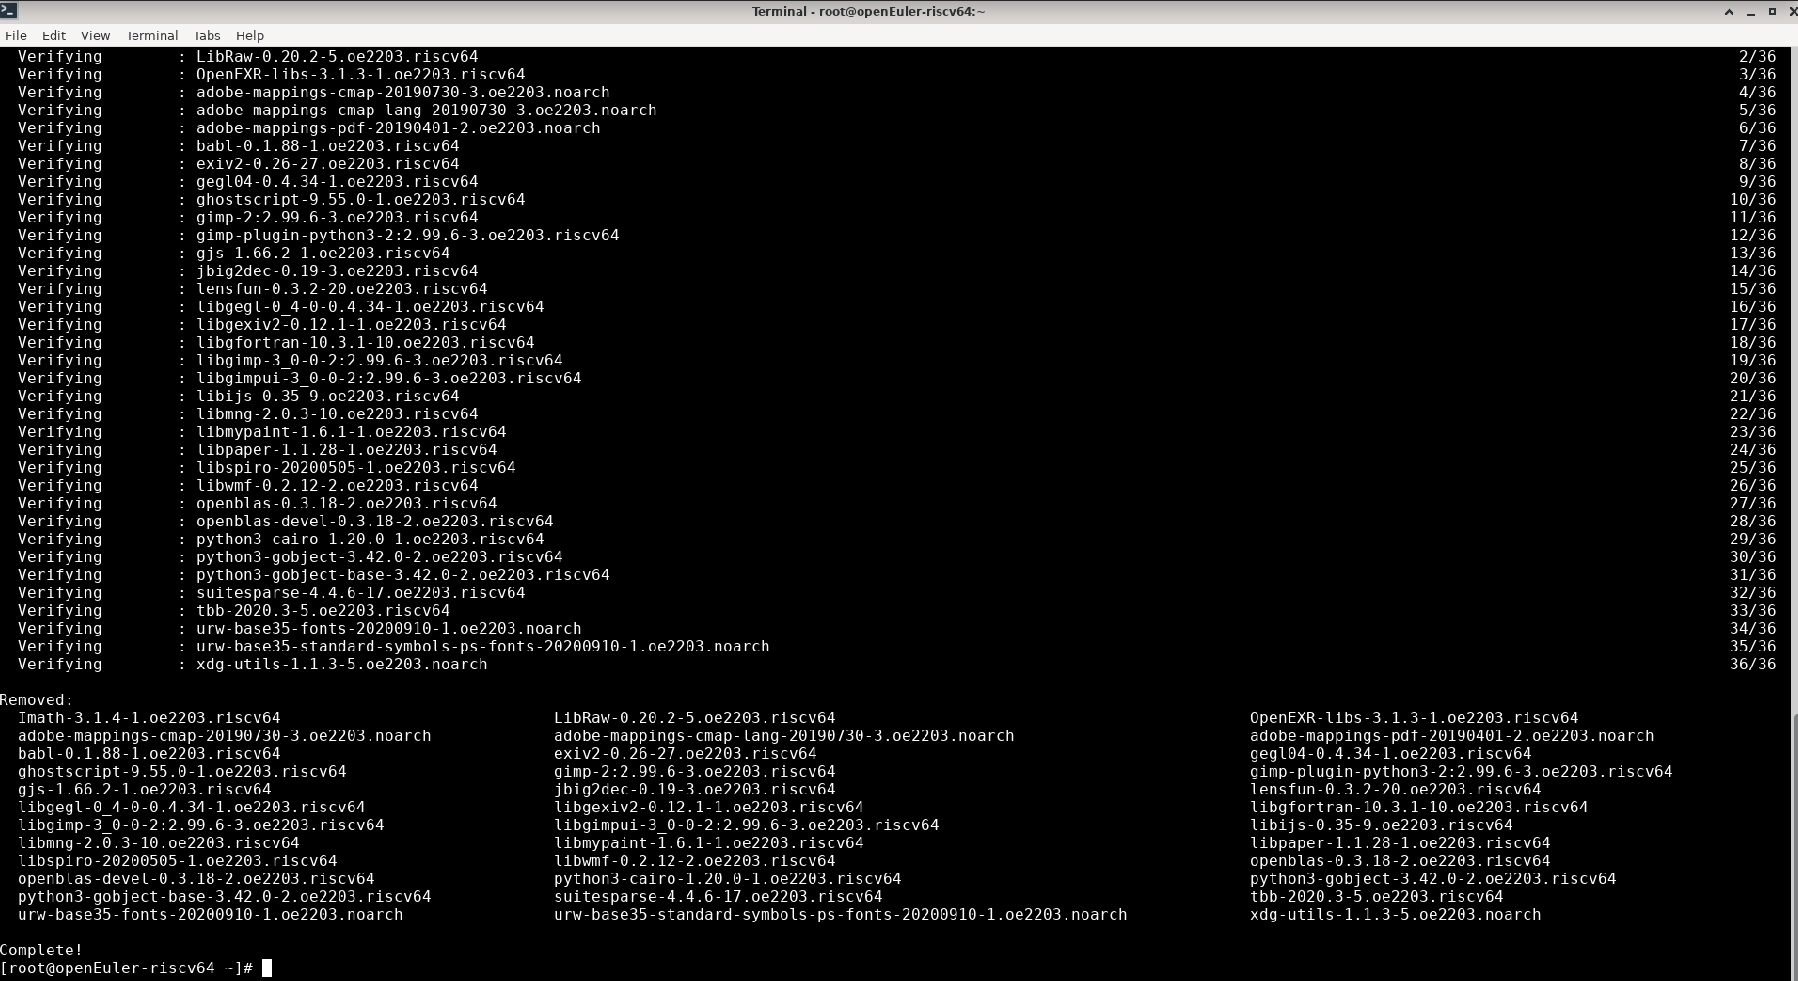 Terminal - root@openEuler-riscv64:~
File Edit View Terminal Tabs Help
Verifying : LibRaw-0.20.2-5.oe2203.riscv64 2/36
Verifying : OpenEXR-libs-3.1.3-1.oe2203.riscv64 3/36
Verifying : adobe-mappings-cmap-20190730-3.oe2203.noarch 4/36
Verifying : adobe mappings cmap lang 20190730 3.oe2203.noarch 5/36
Verifying : adobe-mappings-pdf-20190401-2.oe2203.noarch 6/36
Verifying : babl-0.1.88-1.oe2203.riscv64 7/36
Verifying : exiv2-0.26-27.oe2203.riscv64 8/36
Verifying : gegl04-0.4.34-1.oe2203.riscv64 9/36
Verifying : ghostscript-9.55.0-1.oe2203.riscv64 10/36
Verifying : gimp-2:2.99.6-3.oe2203.riscv64 11/36
Verifying : gimp-plugin-python3-2:2.99.6-3.oe2203.riscv64 12/36
Verifying : gjs 1.66.2 1.oe2203.riscv64 13/36
Verifying : jbig2dec-0.19-3.oe2203.riscv64 14/36
Verifying : lensfun-0.3.2-20.oe2203.riscv64 15/36
Verifying : libgegl-0_4-0-0.4.34-1.oe2203.riscv64 16/36
Verifying : libgexiv2-0.12.1-1.oe2203.riscv64 17/36
Verifying : libgfortran-10.3.1-10.oe2203.riscv64 18/36
Verifying : libgimp-3_0-0-2:2.99.6-3.oe2203.riscv64 19/36
Verifying : libgimpui-3_0-0-2:2.99.6-3.oe2203.riscv64 20/36
Verifying : libijs 0.35 9.oe2203.riscv64 21/36
Verifying : libmng-2.0.3-10.oe2203.riscv64 22/36
Verifying : libmypaint-1.6.1-1.oe2203.riscv64 23/36
Verifying : libpaper-1.1.28-1.oe2203.riscv64 24/36
Verifying : libspiro-20200505-1.oe2203.riscv64 25/36
Verifying : libwmf-0.2.12-2.oe2203.riscv64 26/36
Verifying : openblas-0.3.18-2.oe2203.riscv64 27/36
Verifying : openblas-devel-0.3.18-2.oe2203.riscv64 28/36
Verifying : python3 cairo 1.20.0 1.oe2203.riscv64 29/36
Verifying : python3-gobject-3.42.0-2.oe2203.riscv64 30/36
Verifying : python3-gobject-base-3.42.0-2.oe2203.riscv64 31/36
Verifying : suitesparse-4.4.6-17.oe2203.riscv64 32/36
Verifying : tbb-2020.3-5.oe2203.riscv64 33/36
Verifying : urw-base35-fonts-20200910-1.oe2203.noarch 34/36
Verifying : urw-base35-standard-symbols-ps-fonts-20200910-1.oe2203.noarch 35/36
Verifying : xdg-utils-1.1.3-5.oe2203.noarch 36/36
Removed:
Imath-3.1.4-1.oe2203.riscv64 LibRaw-0.20.2-5.oe2203.riscv64 OpenEXR-libs-3.1.3-1.oe2203.riscv64
adobe-mappings-cmap-20190730-3.oe2203.noarch adobe-mappings-cmap-lang-20190730-3.oe2203.noarch adobe-mappings-pdf-20190401-2.oe2203.noarch
babl-0.1.88-1.oe2203.riscv64 exiv2-0.26-27.oe2203.riscv64 gegl04-0.4.34-1.oe2203.riscv64
ghostscript-9.55.0-1.oe2203.riscv64 gimp-2:2.99.6-3.oe2203.riscv64 gimp-plugin-python3-2:2.99.6-3.oe2203.riscv64
gjs-1.66.2-1.oe2203.riscv64 jbig2dec-0.19-3.oe2203.riscv64 lensfun-0.3.2-20.oe2203.riscv64
libgegl-0_4-0-0.4.34-1.oe2203.riscv64 libgexiv2-0.12.1-1.oe2203.riscv64 libgfortran-10.3.1-10.oe2203.riscv64
libgimp-3_0-0-2:2.99.6-3.oe2203.riscv64 libgimpui-3_0-0-2:2.99.6-3.oe2203.riscv64 libijs-0.35-9.oe2203.riscv64
libmng-2.0.3-10.oe2203.riscv64 libmypaint-1.6.1-1.oe2203.riscv64 libpaper-1.1.28-1.oe2203.riscv64
libspiro-20200505-1.oe2203.riscv64 libwmf-0.2.12-2.oe2203.riscv64 openblas-0.3.18-2.oe2203.riscv64
openblas-devel-0.3.18-2.oe2203.riscv64 python3-cairo-1.20.0-1.oe2203.riscv64 python3-gobject-3.42.0-2.oe2203.riscv64
python3-gobject-base-3.42.0-2.oe2203.riscv64 suitesparse-4.4.6-17.oe2203.riscv64 tbb-2020.3-5.oe2203.riscv64
urw-base35-fonts-20200910-1.oe2203.noarch urw-base35-standard-symbols-ps-fonts-20200910-1.oe2203.noarch xdg-utils-1.1.3-5.oe2203.noarch
Complete!
[root@openEuler-riscv64 ~]#